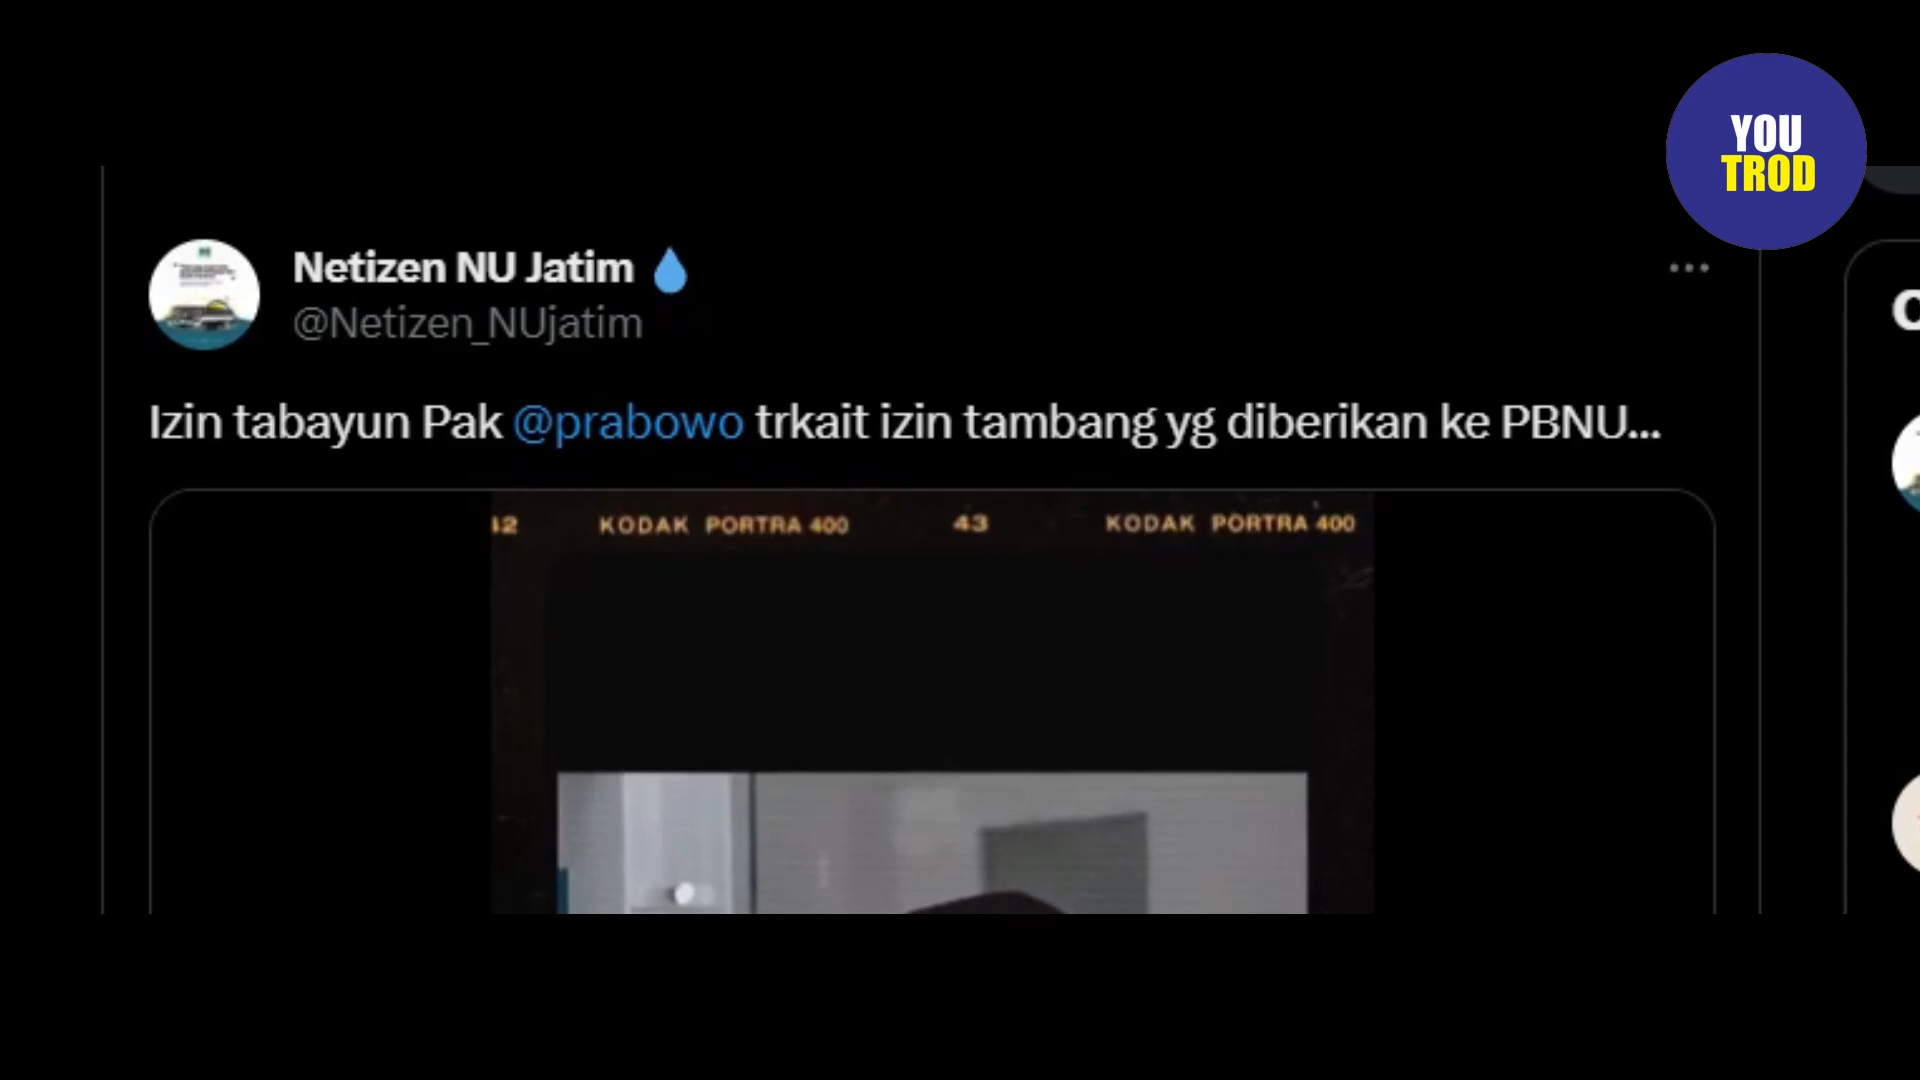 YOU
TROD
Netizen NU Jatim
@Netizen_NUjatim
Izin tabayun Pak @prabowo trkait izin tambang yg diberikan ke PBNU...
KODAK PORTRA 400 43 KODAK PORTRA 400